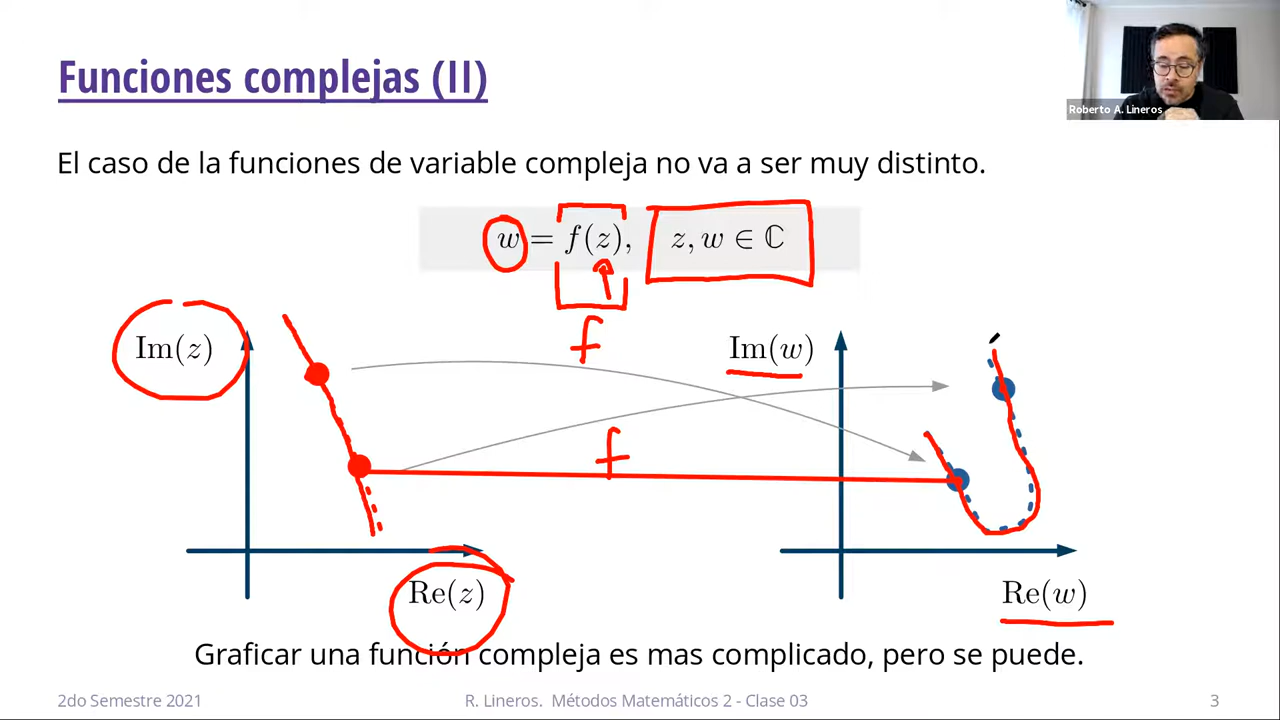 Funciones complejas (II)
Roberto A. Lineros
El caso de la funciones de variable compleja no va a ser muy distinto.
w = f(z), z, w ∈ ℂ
f
Im(z)
Im(w)
f
Re(z)
Re(w)
Graficar una función compleja es mas complicado, pero se puede.
2do Semestre 2021
R. Lineros. Métodos Matemáticos 2 - Clase 03
3